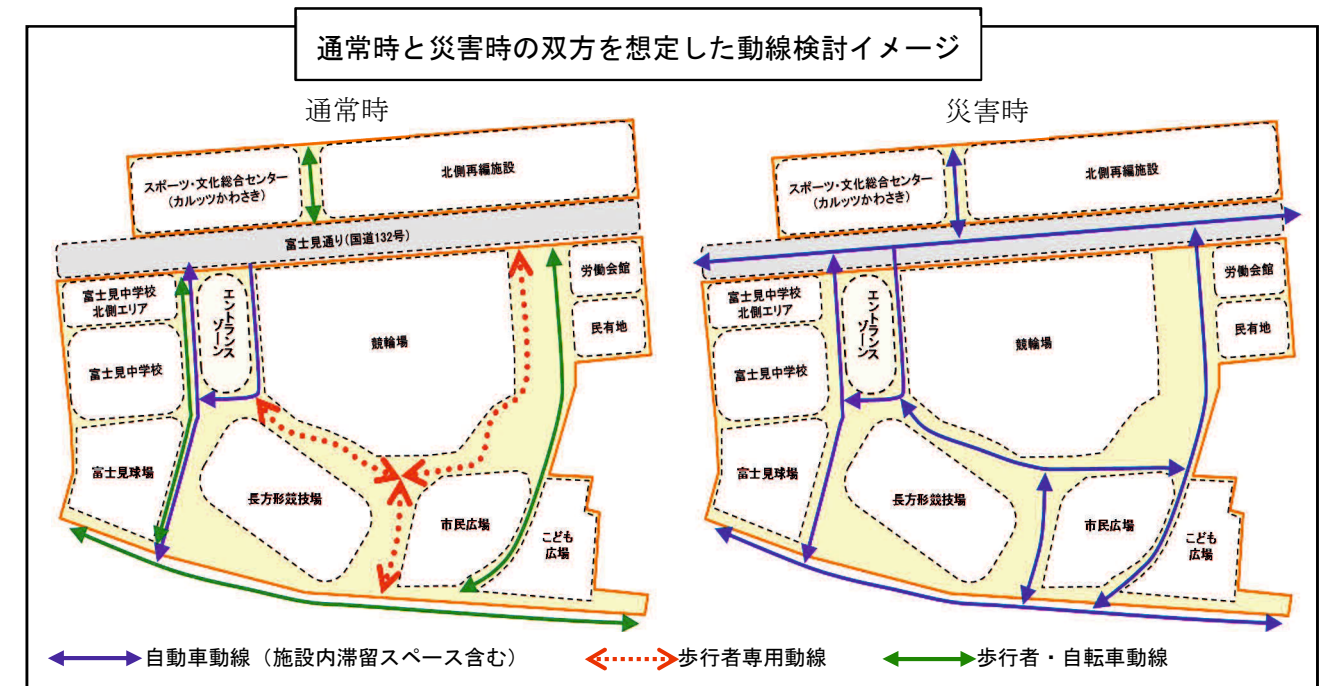 通常時と災害時の双方を想定した動線検討イメージ
通常時
スポーツ・文化総合センター
(カルッツかわさき)
北側再編施設
富士見通り(国道132号)
富士見中学校
北側エリア
エントランス
ゾーン
競輪場
労働会館
民有地
富士見中学校
富士見球場
長方形競技場
市民広場
こども
広場
災害時
スポーツ・文化総合センター
(カルッツかわさき)
北側再編施設
富士見通り(国道132号)
富士見中学校
北側エリア
エントランス
ゾーン
競輪場
労働会館
民有地
富士見中学校
富士見球場
長方形競技場
市民広場
こども
広場
自動車動線（施設内滞留スペース含む）
歩行者専用動線
歩行者・自転車動線